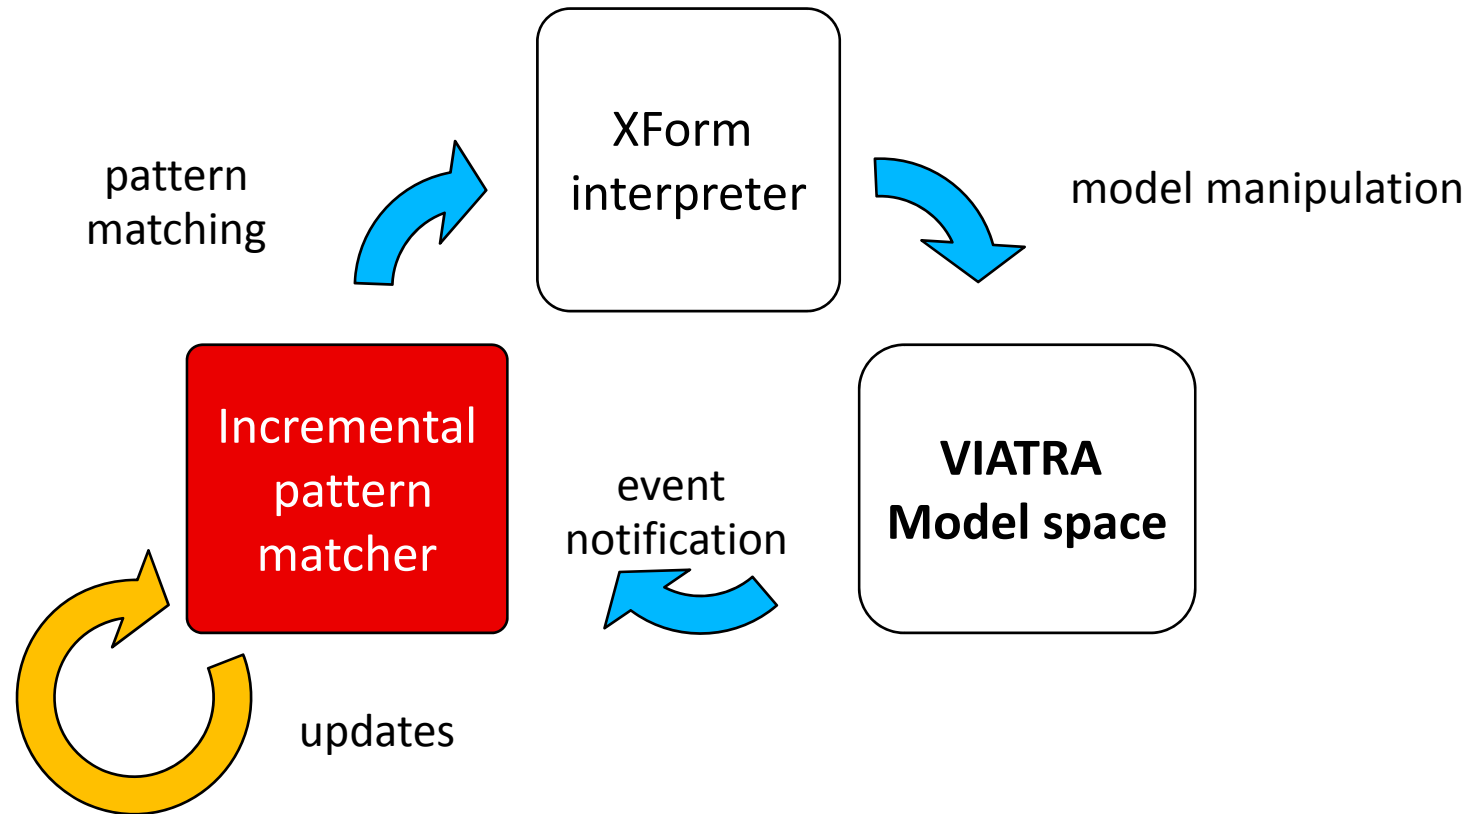 XForm
interpreter
pattern
matching
model manipulation
Incremental
pattern
matcher
event
notification
VIATRA
Model space
updates